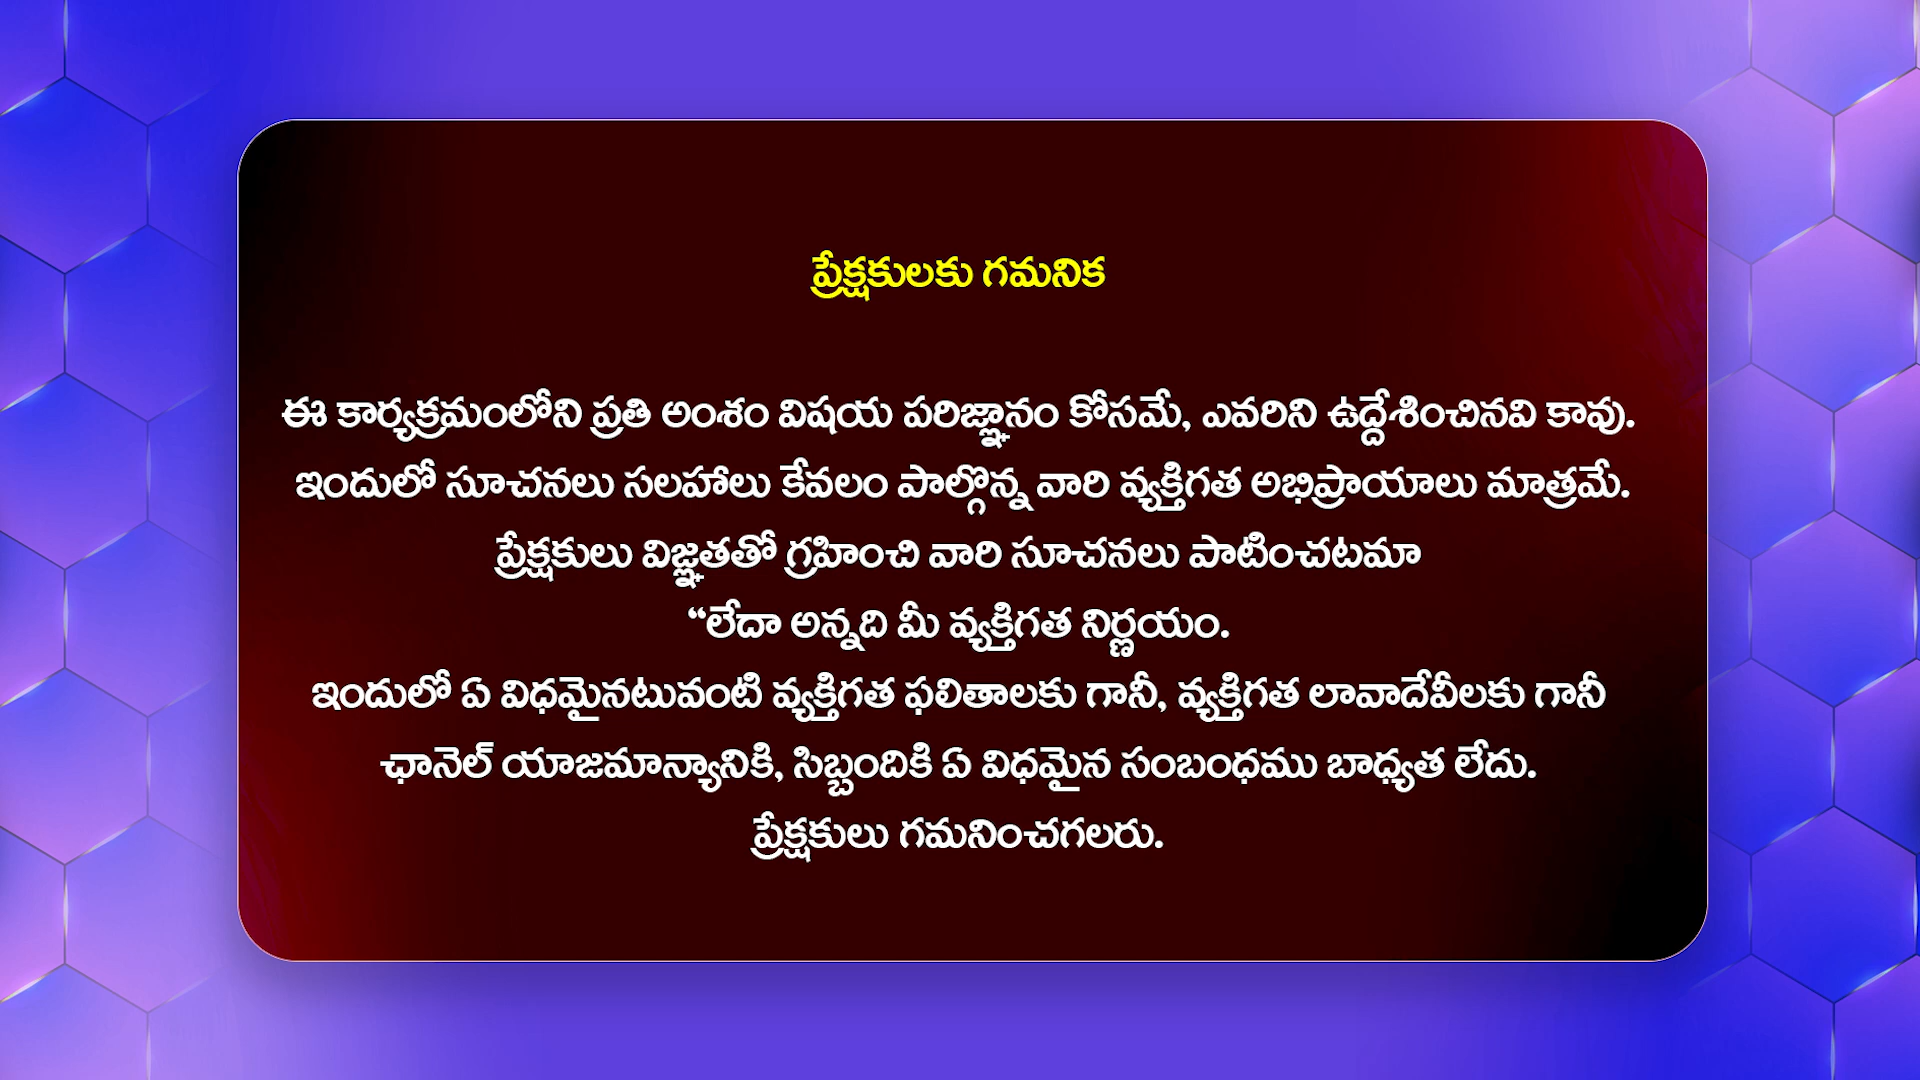 ప్రేక్షకులకు గమనిక
ఈ కార్యక్రమంలోని ప్రతి అంశం విషయ పరిజ్ఞానం కోసమే, ఎవరిని ఉద్దేశించినవి కావు.
ఇందులో సూచనలు సలహాలు కేవలం పాల్గొన్న వారి వ్యక్తిగత అభిప్రాయాలు మాత్రమే.
ప్రేక్షకులు విజ్ఞతతో గ్రహించి వారి సూచనలు పాటించటమా
“లేదా అన్నది మీ వ్యక్తిగత నిర్ణయం.
ఇందులో ఏ విధమైనటువంటి వ్యక్తిగత ఫలితాలకు గానీ, వ్యక్తిగత లావాదేవీలకు గానీ
ఛానెల్ యాజమాన్యానికి, సిబ్బందికి ఏ విధమైన సంబంధము బాధ్యత లేదు.
ప్రేక్షకులు గమనించగలరు.